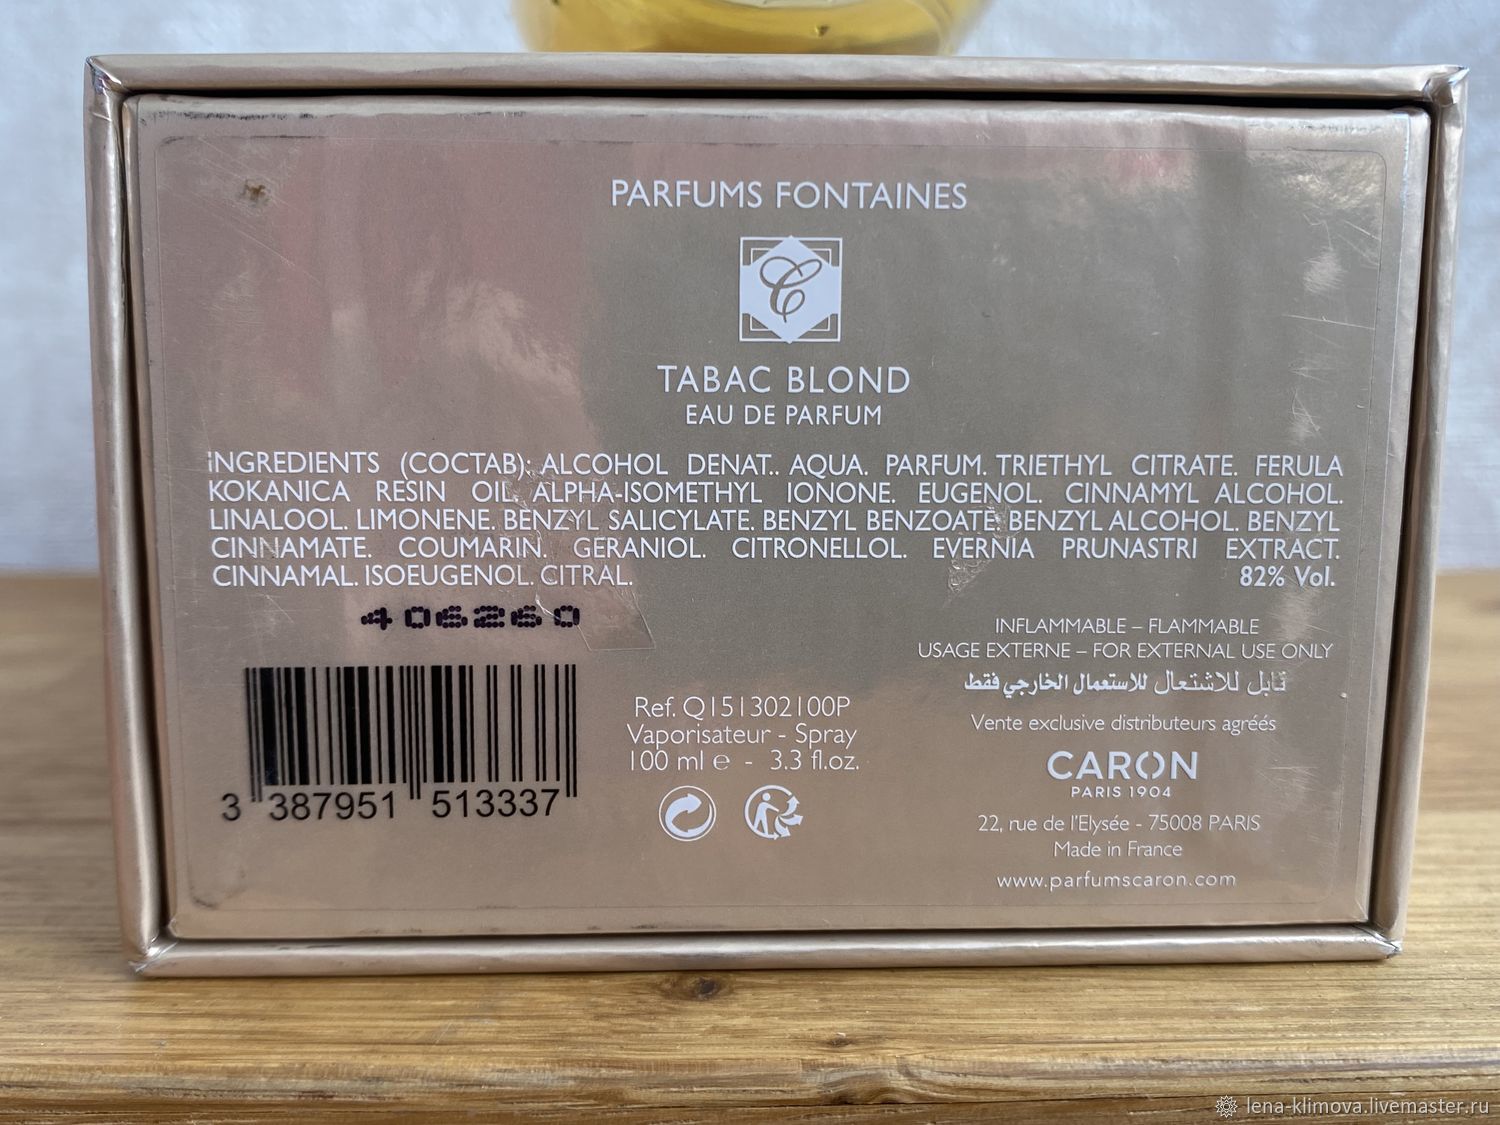 PARFUMS FONTAINES
C
TABAC BLOND
EAU DE PARFUM
INGREDIENTS (СОСТАВ): ALCOHOL DENAT.. AQUA. PARFUM. TRIETHYL CITRATE. FERULA
KOKANICA RESIN OIL. ALPHA-ISOMETHYL IONONE. EUGENOL. CINNAMYL ALCOHOL.
LINALOOL. LIMONENE. BENZYL SALICYLATE. BENZYL BENZOATE. BENZYL ALCOHOL. BENZYL
CINNAMATE. COUMARIN. GERANIOL. CITRONELLOL. EVERNIA PRUNASTRI EXTRACT.
CINNAMAL. ISOEUGENOL. CITRAL. 82% Vol.
406260
3 387951 513337
Ref. Q151302100P
Vaporisateur - Spray
100 ml ℮ - 3.3 fl.oz.
INFLAMMABLE – FLAMMABLE
USAGE EXTERNE – FOR EXTERNAL USE ONLY
قابل للاشتعال للاستعمال الخارجي فقط
Vente exclusive distributeurs agréés
CARON
PARIS 1904
22, rue de l'Elysée - 75008 PARIS
Made in France
www.parfumscaron.com
lena-klimova.livemaster.ru